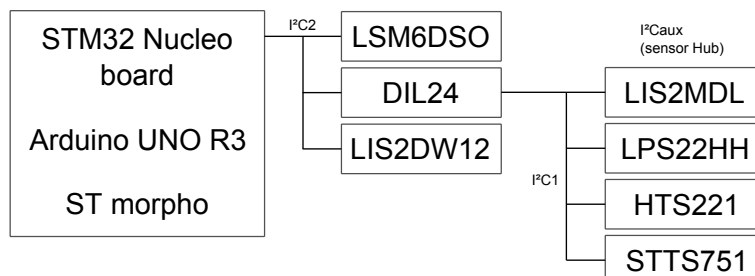 STM32 Nucleo
board
Arduino UNO R3
ST morpho
I²C2
LSM6DSO
DIL24
LIS2DW12
I²C1
I²Caux
(sensor Hub)
LIS2MDL
LPS22HH
HTS221
STTS751